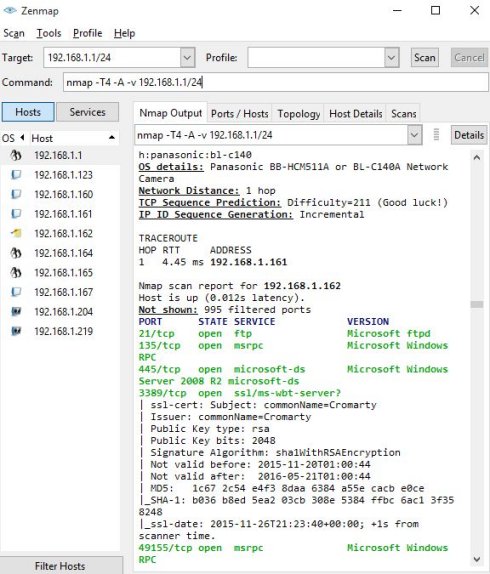 Zenmap
Scan Tools Profile Help
Target: 192.168.1.1/24 Profile: Scan Cancel
Command: nmap -T4 -A -v 192.168.1.1/24
Hosts Services
OS Host
192.168.1.1
192.168.1.123
192.168.1.160
192.168.1.161
192.168.1.162
192.168.1.164
192.168.1.165
192.168.1.167
192.168.1.204
192.168.1.219
Filter Hosts
Nmap Output Ports / Hosts Topology Host Details Scans
nmap -T4 -A -v 192.168.1.1/24 Details
h:panasonic:bl-c140
OS details: Panasonic BB-HCM511A or BL-C140A Network
Camera
Network Distance: 1 hop
TCP Sequence Prediction: Difficulty=211 (Good luck!)
IP ID Sequence Generation: Incremental
TRACEROUTE
HOP RTT ADDRESS
1 4.45 ms 192.168.1.161
Nmap scan report for 192.168.1.162
Host is up (0.012s latency).
Not shown: 995 filtered ports
PORT STATE SERVICE VERSION
21/tcp open ftp Microsoft ftpd
135/tcp open msrpc Microsoft Windows
RPC
445/tcp open microsoft-ds Microsoft Windows
Server 2008 R2 microsoft-ds
3389/tcp open ssl/ms-wbt-server?
| ssl-cert: Subject: commonName=Cromarty
| Issuer: commonName=Cromarty
| Public Key type: rsa
| Public Key bits: 2048
| Signature Algorithm: sha1WithRSAEncryption
| Not valid before: 2015-11-20T01:00:44
| Not valid after: 2016-05-21T01:00:44
| MD5: 1c67 2c54 e4f3 8daa 6384 a55e cacb e0ce
|_SHA-1: b036 b8ed 5ea2 03cb 308e 5384 ffbc 6ac1 3f35
8248
|_ssl-date: 2015-11-26T21:23:40+00:00; +1s from
scanner time.
49155/tcp open msrpc Microsoft Windows
RPC